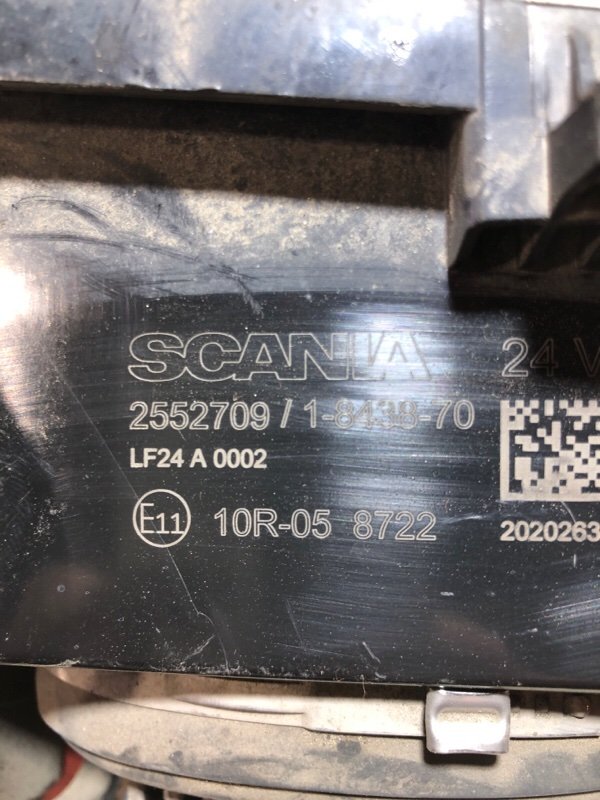 SCANIA 24 V
2552709 / 1-8438-70
LF24 A 0002
E11 10R-05 8722
2020263